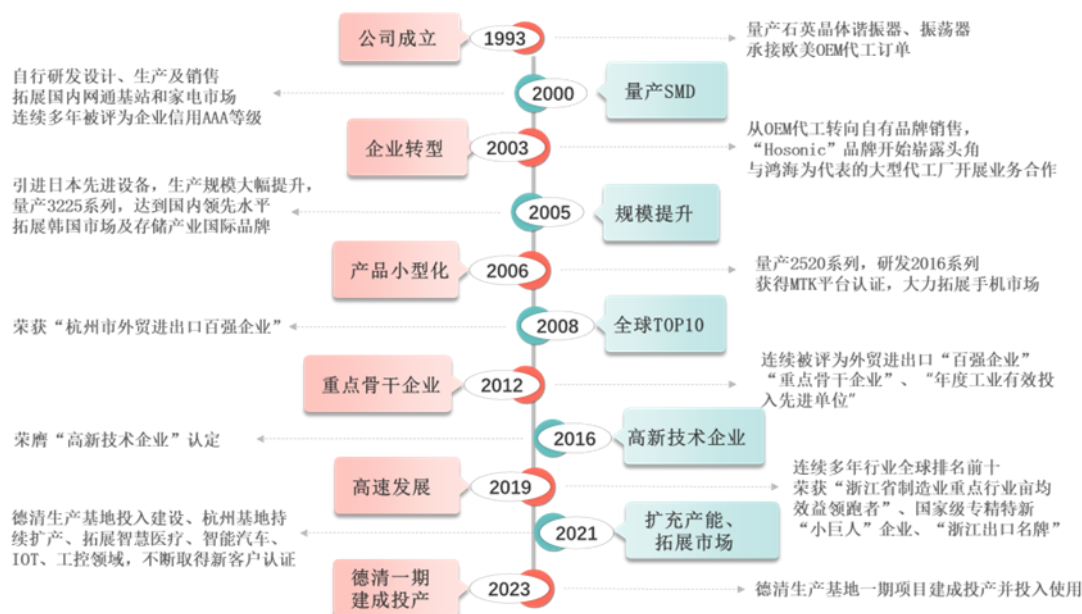 公司成立
1993
量产石英晶体谐振器、振荡器
承接欧美OEM代工订单
自行研发设计、生产及销售
拓展国内网通基站和家电市场
连续多年被评为企业信用AAA等级
2000
量产SMD
企业转型
2003
从OEM代工转向自有品牌销售，
“Hosonic”品牌开始崭露头角
与鸿海为代表的大型代工厂开展业务合作
引进日本先进设备，生产规模大幅提升，
量产3225系列，达到国内领先水平
拓展韩国市场及存储产业国际品牌
2005
规模提升
产品小型化
2006
量产2520系列，研发2016系列
获得MTK平台认证，大力拓展手机市场
荣获“杭州市外贸进出口百强企业”
2008
全球TOP10
重点骨干企业
2012
连续被评为外贸进出口“百强企业”
“重点骨干企业”、“年度工业有效投
入先进单位"
荣膺“高新技术企业”认定
2016
高新技术企业
高速发展
2019
连续多年行业全球排名前十
荣获“浙江省制造业重点行业亩均
效益领跑者”、国家级专精特新
“小巨人”企业、“浙江出口名牌”
德清生产基地投入建设、杭州基地持
续扩产、拓展智慧医疗、智能汽车、
IOT、工控领域，不断取得新客户认证
2021
扩充产能、
拓展市场
德清一期
建成投产
2023
德清生产基地一期项目建成投产并投入使用